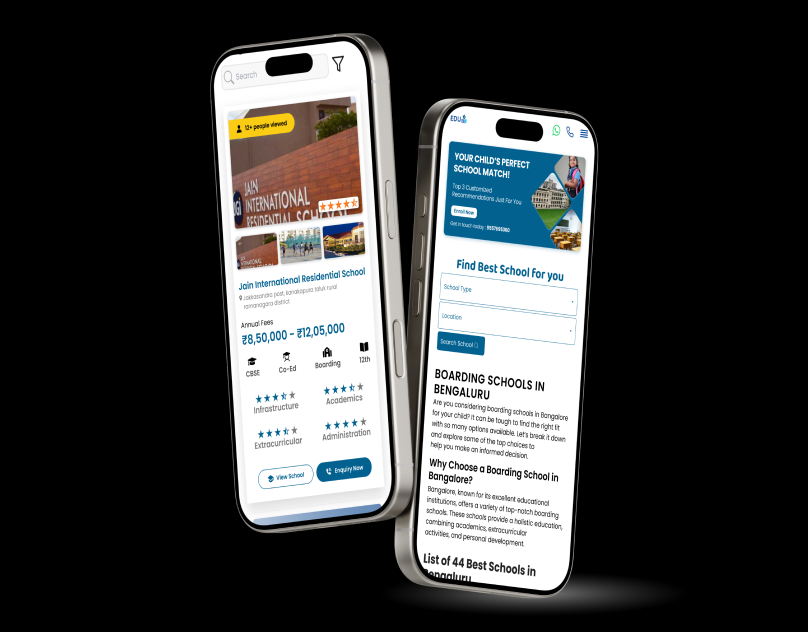 Search
12+ people viewed
JAIN
INTERNATIONAL
RESIDENTIAL SCHOOL
Jain International Residential School
Jakkasandra post, kanakapura taluk rural
ramanagara district
Annual Fees
₹8,50,000 - ₹12,05,000
CBSE
Co-Ed
Boarding
12th
Infrastructure
Academics
Extracurricular
Administration
View School
Enquiry Now
EDU
YOUR CHILD'S PERFECT
SCHOOL MATCH!
Top 3 Customized
Recommendations Just For You
Enroll Now
Get in touch today :
Find Best School for you
School Type
Location
Search School
BOARDING SCHOOLS IN
BENGALURU
Are you considering boarding schools in Bangalore
for your child? It can be tough to find the right fit
with so many options available. Let's break it down
and explore some of the top choices to
help you make an informed decision.
Why Choose a Boarding School in
Bangalore?
Bangalore, known for its excellent educational
institutions, offers a variety of top-notch boarding
schools. These schools provide a holistic education,
combining academics, extracurricular
activities, and personal development.
List of 44 Best Schools in
Bengaluru